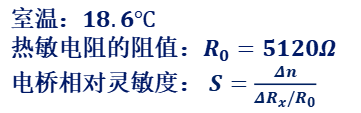 室温：18.6℃
热敏电阻的阻值：R₀ = 5120Ω
电桥相对灵敏度： S = Δn / (ΔRₓ/R₀)